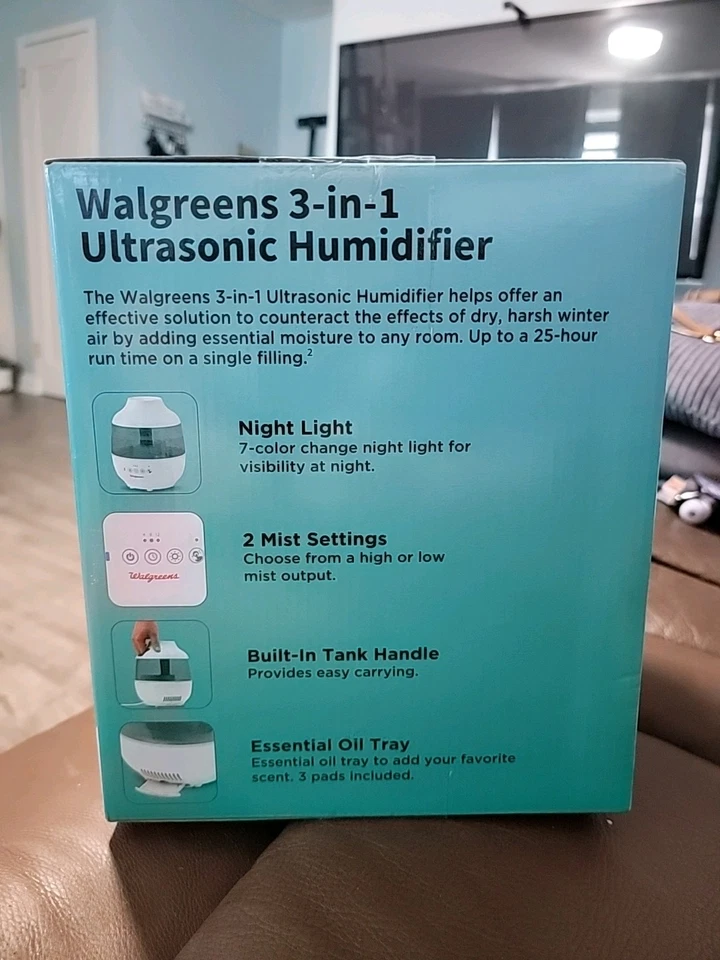 Walgreens 3-in-1
Ultrasonic Humidifier
The Walgreens 3-in-1 Ultrasonic Humidifier helps offer an
effective solution to counteract the effects of dry, harsh winter
air by adding essential moisture to any room. Up to a 25-hour
run time on a single filling.2
Night Light
7-color change night light for
visibility at night.
2 Mist Settings
Choose from a high or low
mist output.
Walgreens
Built-In Tank Handle
Provides easy carrying.
Essential Oil Tray
Essential oil tray to add your favorite
scent. 3 pads included.